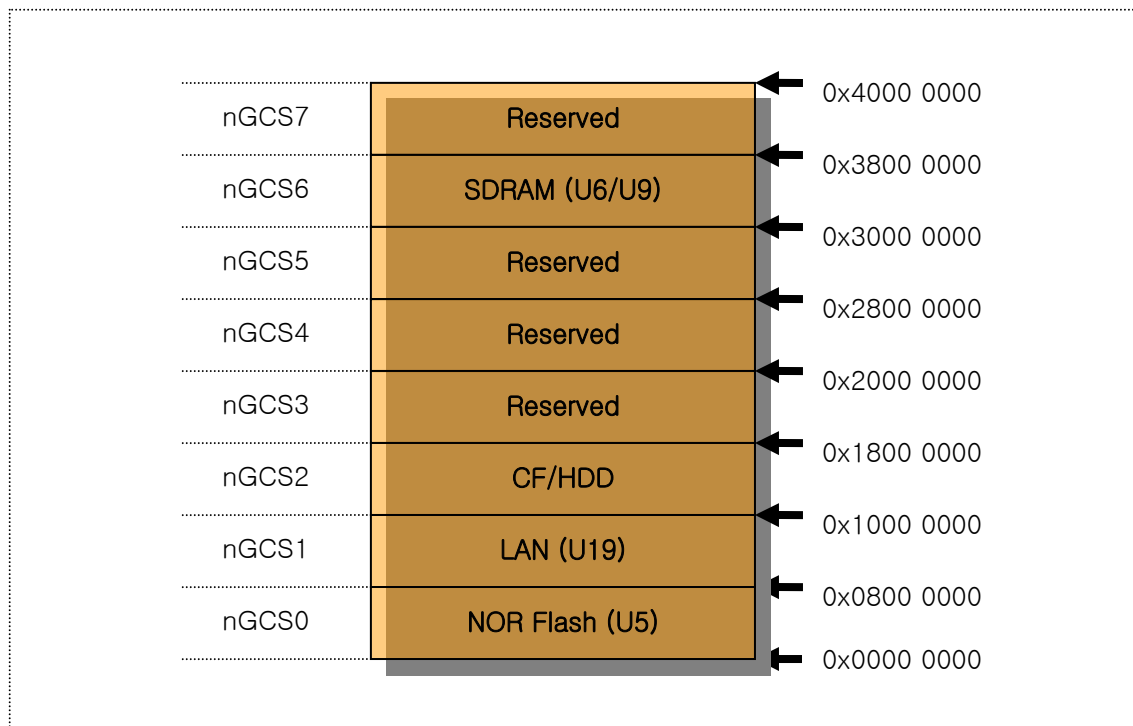 0x4000 0000
nGCS7 Reserved
0x3800 0000
nGCS6 SDRAM (U6/U9)
0x3000 0000
nGCS5 Reserved
0x2800 0000
nGCS4 Reserved
0x2000 0000
nGCS3 Reserved
0x1800 0000
nGCS2 CF/HDD
0x1000 0000
nGCS1 LAN (U19)
0x0800 0000
nGCS0 NOR Flash (U5)
0x0000 0000